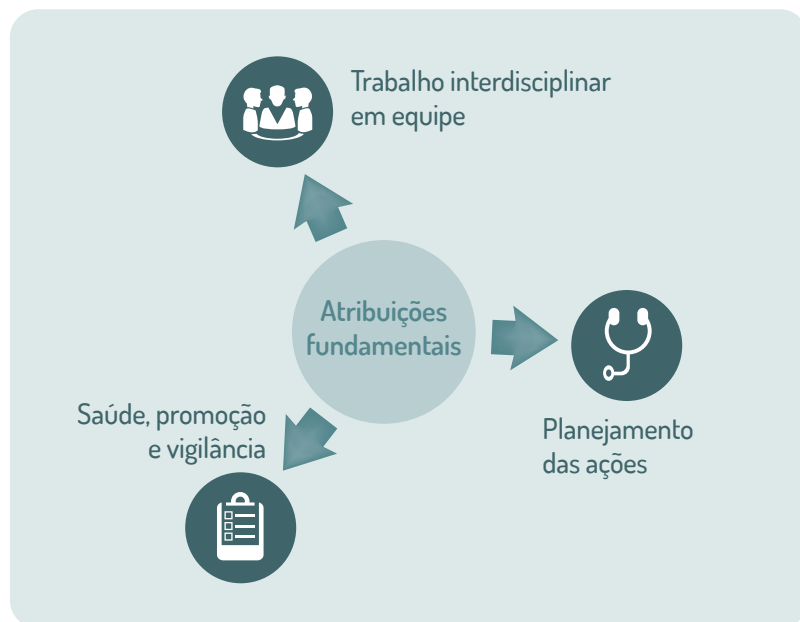 Trabalho interdisciplinar
em equipe
Atribuições
fundamentais
Planejamento
das ações
Saúde, promoção
e vigilância